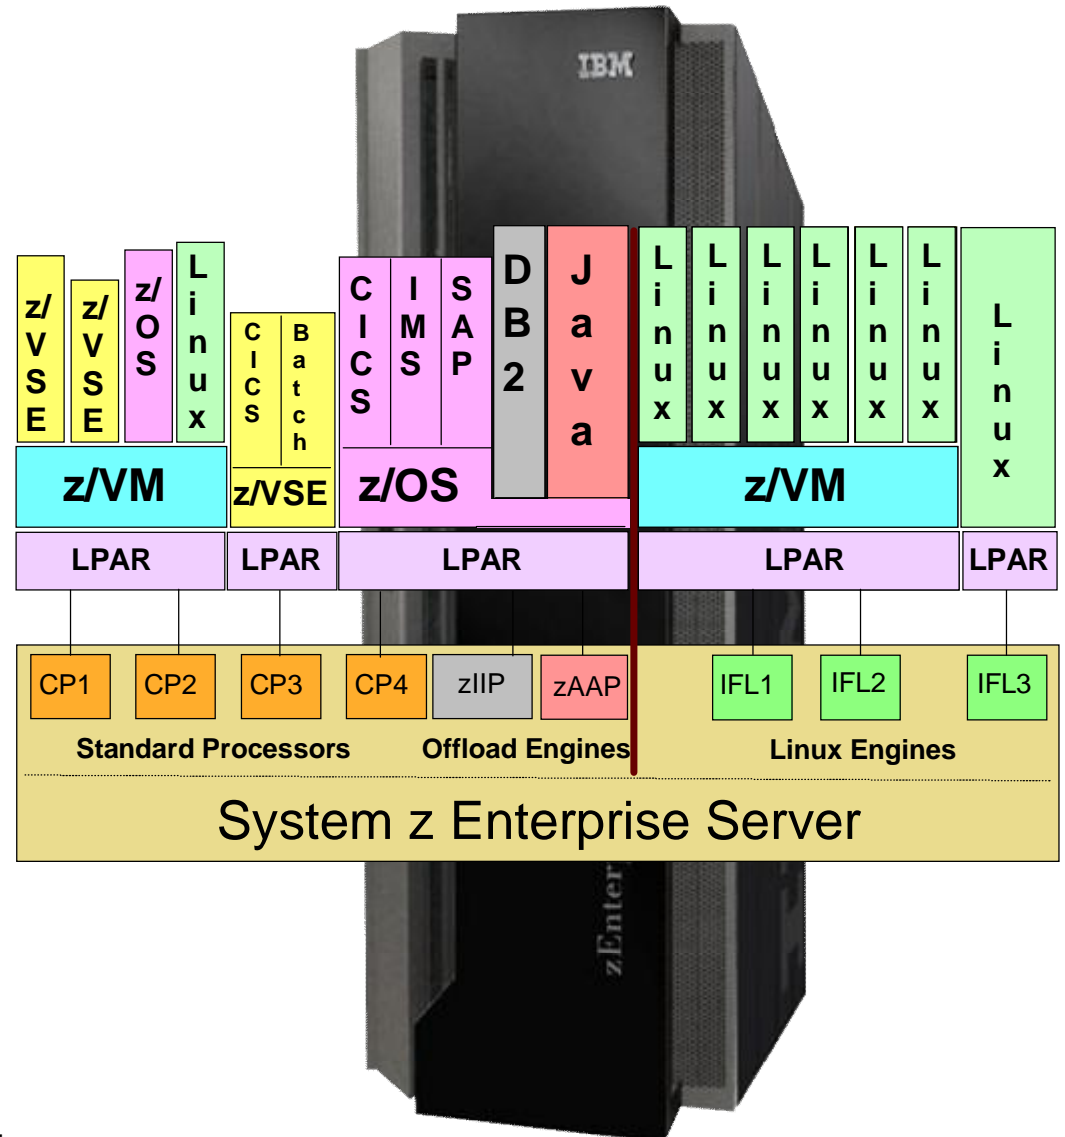 IBM
z/VSE
z/VSE
z/OS
Linux
CICS
Batch
CICS
IMS
SAP
DB2
Java
Linux
Linux
Linux
Linux
Linux
Linux
Linux
z/VM
z/VSE
z/OS
z/VM
LPAR
LPAR
LPAR
LPAR
LPAR
CP1
CP2
CP3
CP4
zIIP
zAAP
IFL1
IFL2
IFL3
Standard Processors
Offload Engines
Linux Engines
System z Enterprise Server
zEnter